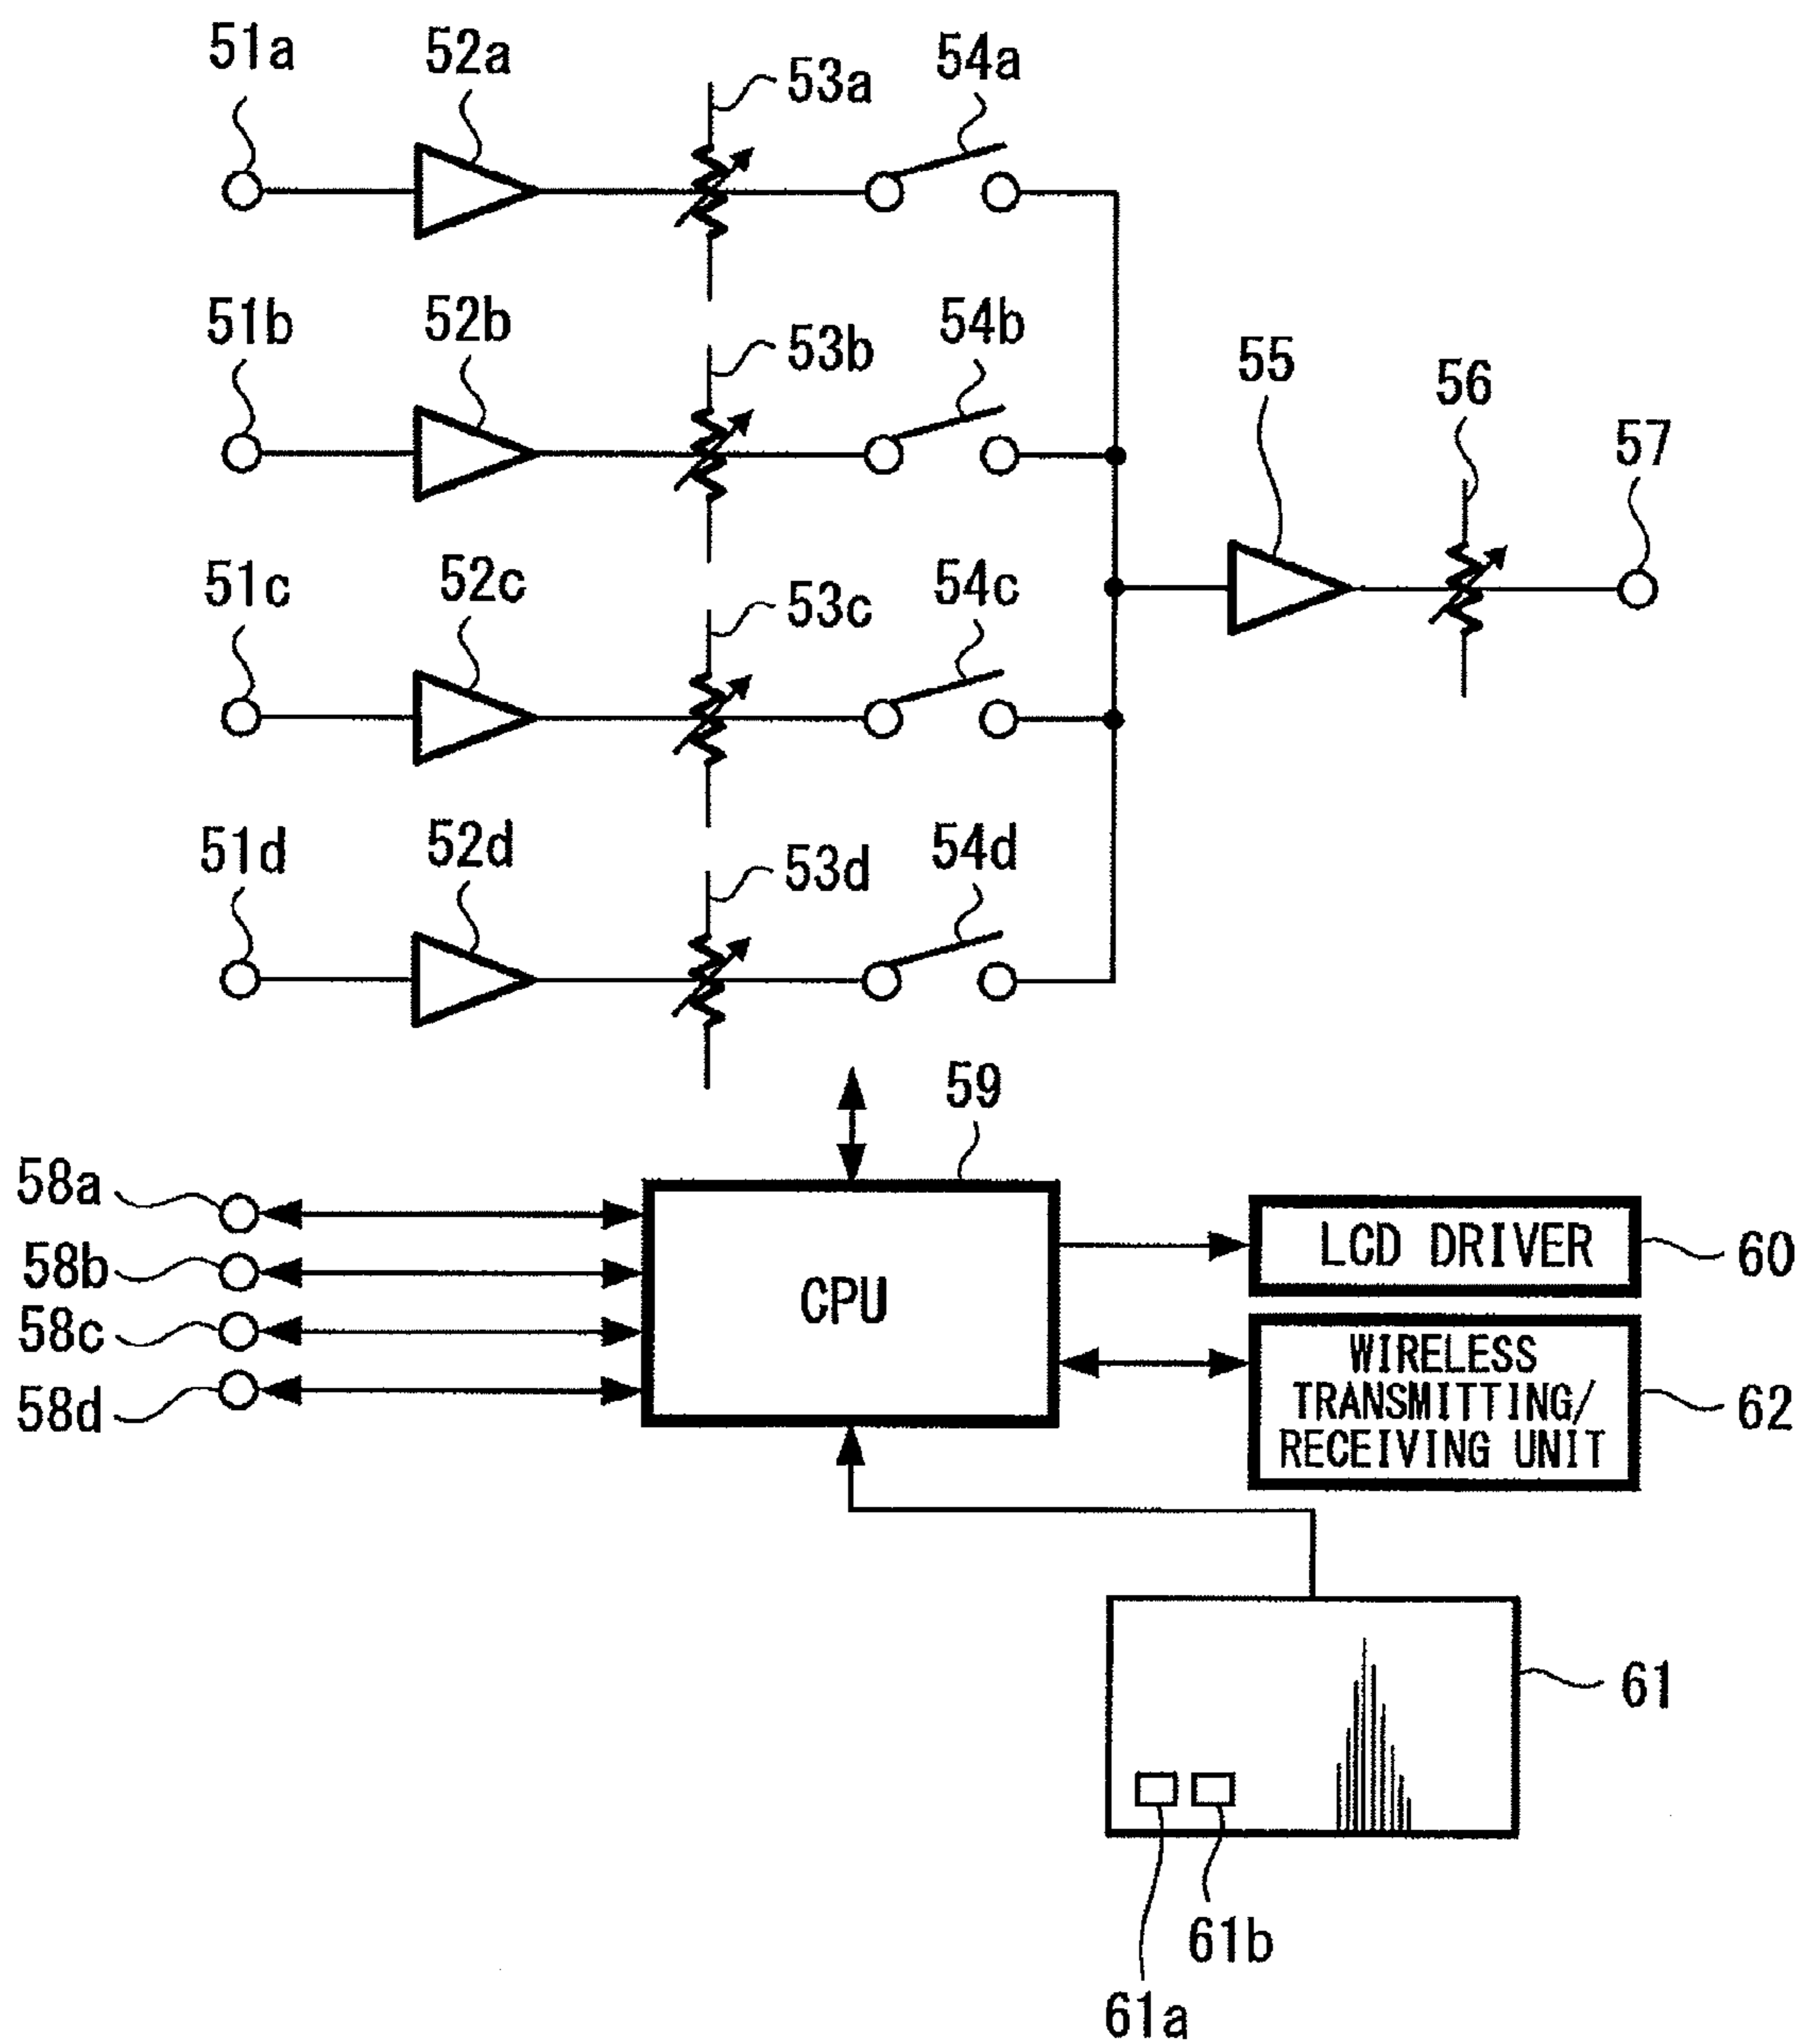 51a
52a
53a
54a
51b
52b
53b
54b
55
56
57
51c
52c
53c
54c
51d
52d
53d
54d
59
58a
58b
58c
58d
CPU
LCD DRIVER
60
WIRELESS
TRANSMITTING/
RECEIVING UNIT
62
61
61b
61a